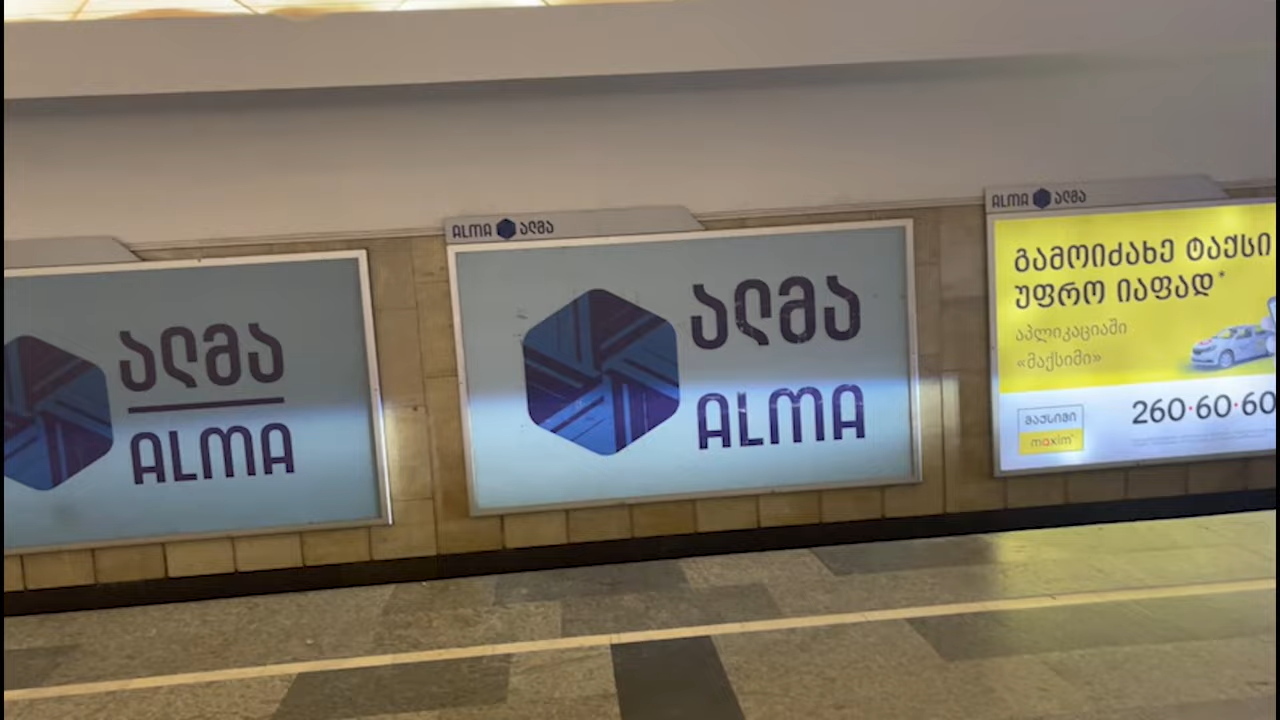 ალმა
ALMA
ALMA ალმა
ალმა
ALMA
ALMA ალმა
გამოიძახე ტაქსი
უფრო იაფად*
აპლიკაციაში
«მაქსიმი»
მაქსიმი
maxim
260·60·60